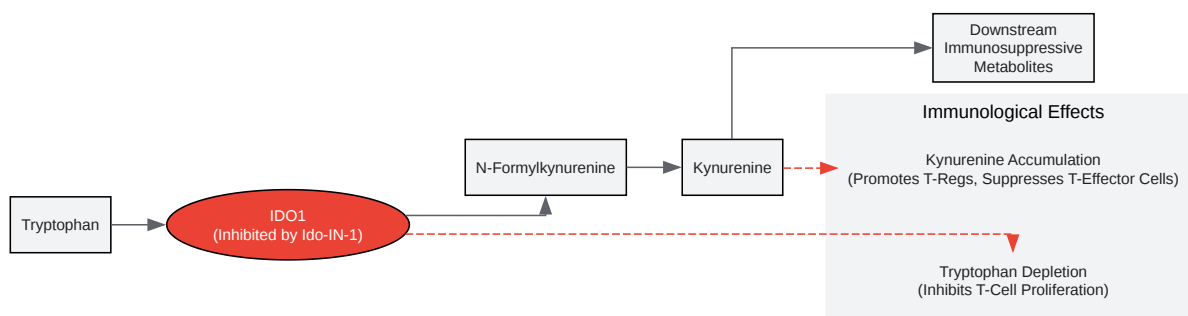 Downstream
Immunosuppressive
Metabolites
Immunological Effects
Kynurenine Accumulation
(Promotes T-Regs, Suppresses T-Effector Cells)
N-Formylkynurenine
Kynurenine
Tryptophan
IDO1
(Inhibited by Ido-IN-1)
Tryptophan Depletion
(Inhibits T-Cell Proliferation)